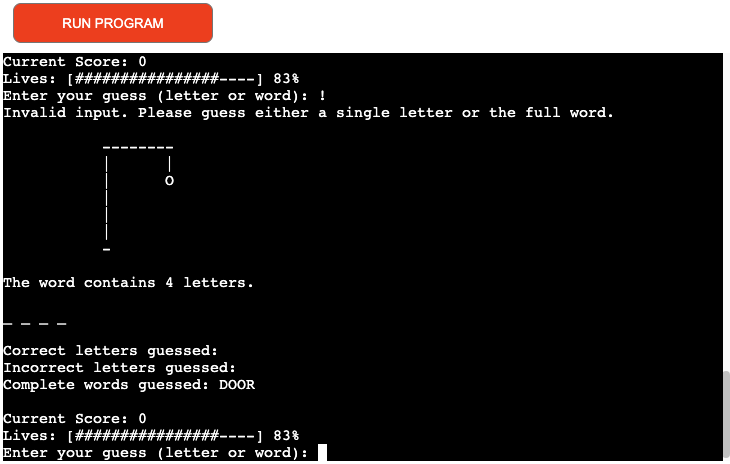 RUN PROGRAM
Current Score: 0
Lives: [################----] 83%
Enter your guess (letter or word): !
Invalid input. Please guess either a single letter or the full word.
--------
|      |
|      O
|
|
|
-
The word contains 4 letters.
_ _ _ _
Correct letters guessed:
Incorrect letters guessed:
Complete words guessed: DOOR
Current Score: 0
Lives: [################----] 83%
Enter your guess (letter or word):